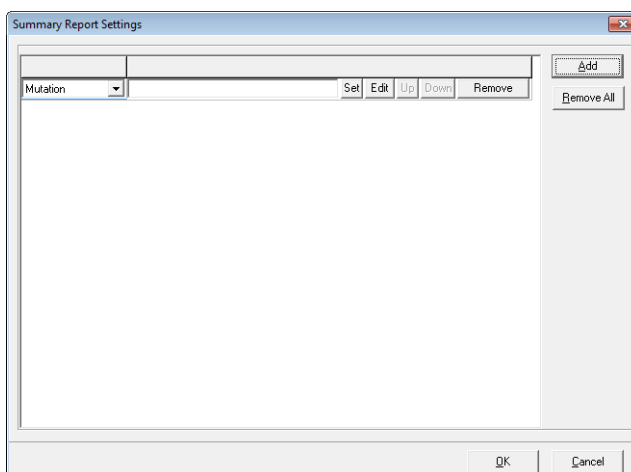 Summary Report Settings
Add
Mutation Set Edit Up Down Remove
Remove All
OK Cancel